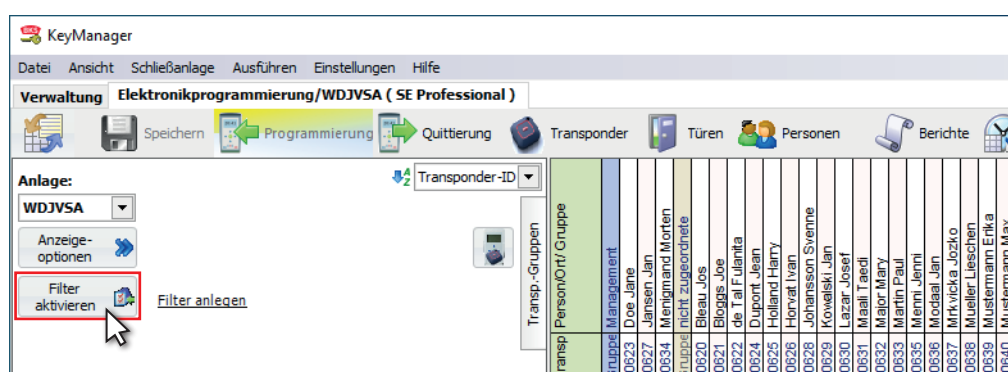 KeyManager
Datei Ansicht Schließanlage Ausführen Einstellungen Hilfe
Verwaltung Elektronikprogrammierung/WDJVSA ( SE Professional )
Speichern Programmierung Quittierung Transponder Türen Personen Berichte
Anlage:
Transponder-ID
WDJVSA
Anzeige-
optionen
Filter
aktivieren
Filter anlegen
Transp.-Gruppen
Person/Ort/ Gruppe
Management
Gruppe
Doe Jane
0623
Jansen Jan
0627
Menigmand Morten
0634
nicht zugeordnete
Gruppe
Bleau Jos
0620
Bloggs Joe
0621
de Tal Fulanita
0622
Dupont Jean
0624
Holland Harry
0625
Horvat Ivan
0626
Johansson Svenne
0628
Kowalski Jan
0629
Lazar Josef
0630
Maali Taedi
0631
Major Mary
0632
Martin Paul
0633
Menni Jenni
0635
Modaal Jan
0636
Mrkvicka Jozko
0637
Mueller Lieschen
0638
Mustermann Erika
0639
Mustermann Max
0640